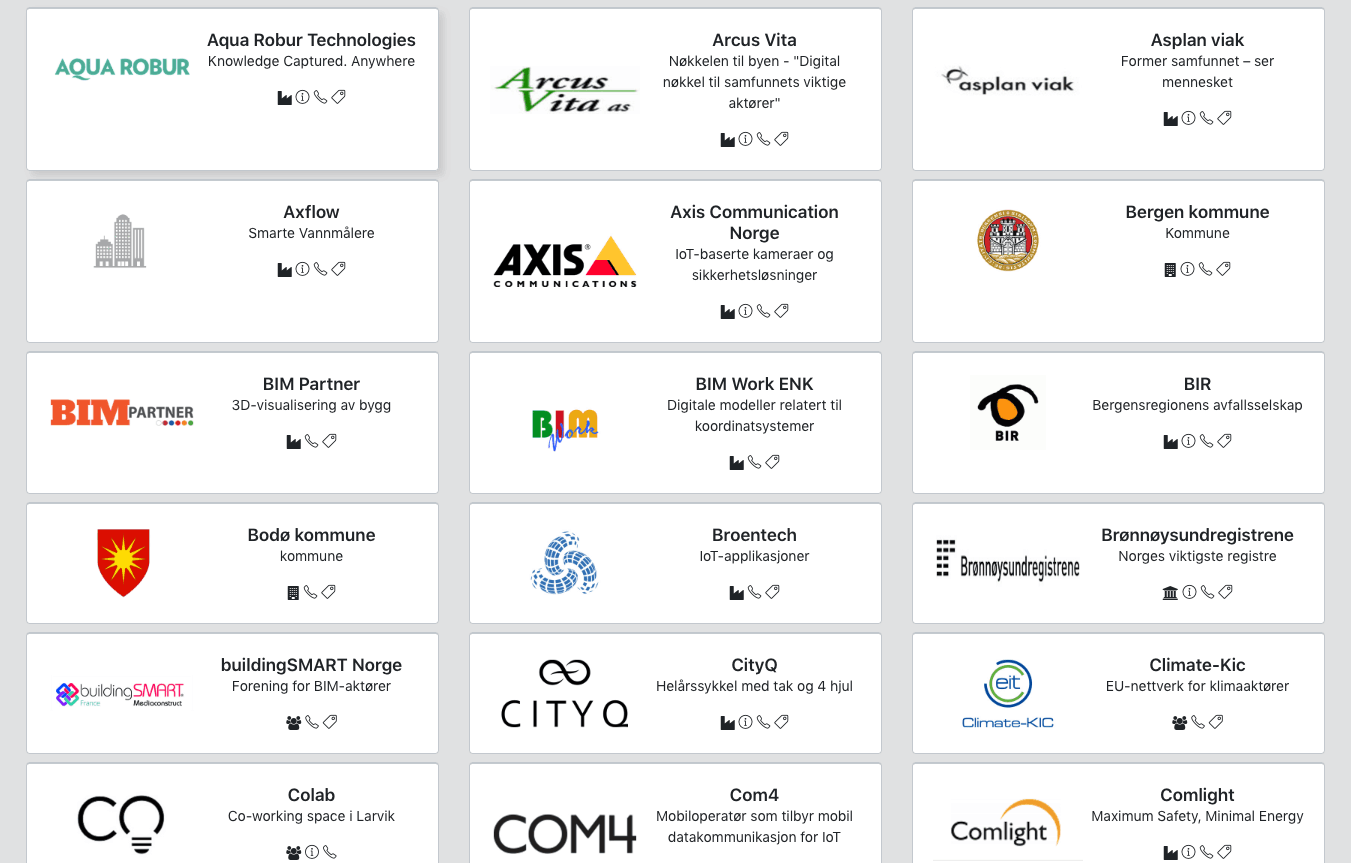 AQUA ROBUR
Aqua Robur Technologies
Knowledge Captured. Anywhere
Arcus
Vita as
Arcus Vita
Nøkkelen til byen - "Digital
nøkkel til samfunnets viktige
aktører"
asplan viak
Asplan viak
Former samfunnet – ser
mennesket
Axflow
Smarte Vannmålere
AXIS®
COMMUNICATIONS
Axis Communication
Norge
IoT-baserte kameraer og
sikkerhetsløsninger
Bergen kommune
Kommune
BIMPARTNER
BIM Partner
3D-visualisering av bygg
BIM
Work
BIM Work ENK
Digitale modeller relatert til
koordinatsystemer
BIR
BIR
Bergensregionens avfallsselskap
Bodø kommune
kommune
Broentech
IoT-applikasjoner
Brønnøysundregistrene
Brønnøysundregistrene
Norges viktigste registre
buildingSMART
France
Mediaconstruct
buildingSMART Norge
Forening for BIM-aktører
CITYQ
CityQ
Helårssykkel med tak og 4 hjul
eit
Climate-KIC
Climate-Kic
EU-nettverk for klimaaktører
CO
Colab
Co-working space i Larvik
COM4
Com4
Mobiloperatør som tilbyr mobil
datakommunikasjon for IoT
Comlight
Comlight
Maximum Safety, Minimal Energy